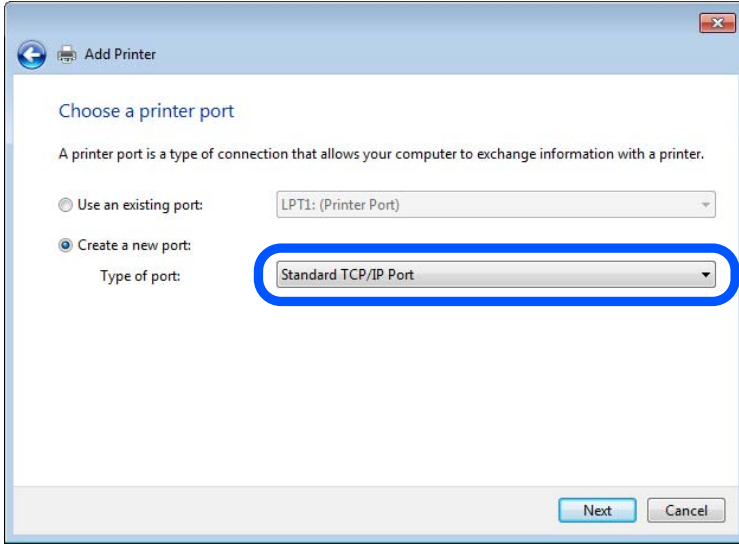 Add Printer
Choose a printer port
A printer port is a type of connection that allows your computer to exchange information with a printer.
Use an existing port: LPT1: (Printer Port)
Create a new port:
Type of port: Standard TCP/IP Port
Next Cancel